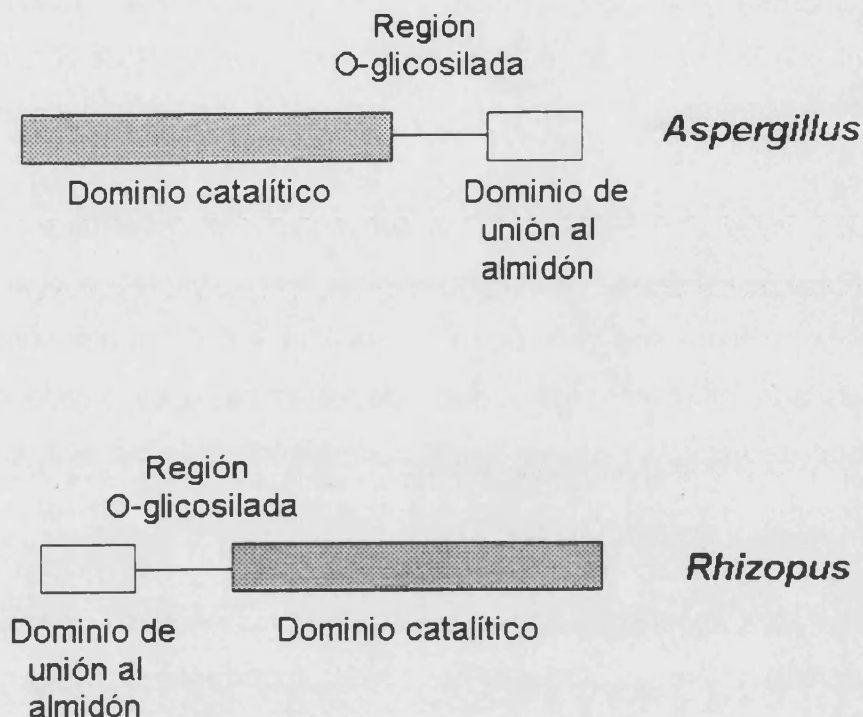 Región
O-glicosilada
Aspergillus
Dominio catalítico
Dominio de
unión al
almidón
Región
O-glicosilada
Rhizopus
Dominio de
unión al
almidón
Dominio catalítico